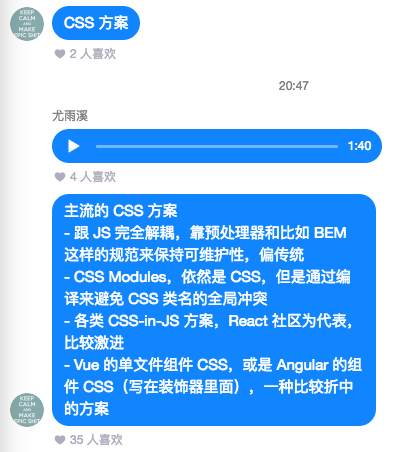 KEEP
CALM
AND
MAKE
EPIC SHIT
CSS 方案
2 人喜欢
20:47
尤雨溪
1:40
4 人喜欢
主流的 CSS 方案
- 跟 JS 完全解耦，靠预处理器和比如 BEM
这样的规范来保持可维护性，偏传统
- CSS Modules，依然是 CSS，但是通过编
译来避免 CSS 类名的全局冲突
- 各类 CSS-in-JS 方案，React 社区为代表，
比较激进
- Vue 的单文件组件 CSS，或是 Angular 的组
件 CSS（写在装饰器里面），一种比较折中
的方案
KEEP
CALM
AND
MAKE
EPIC SHIT
35 人喜欢